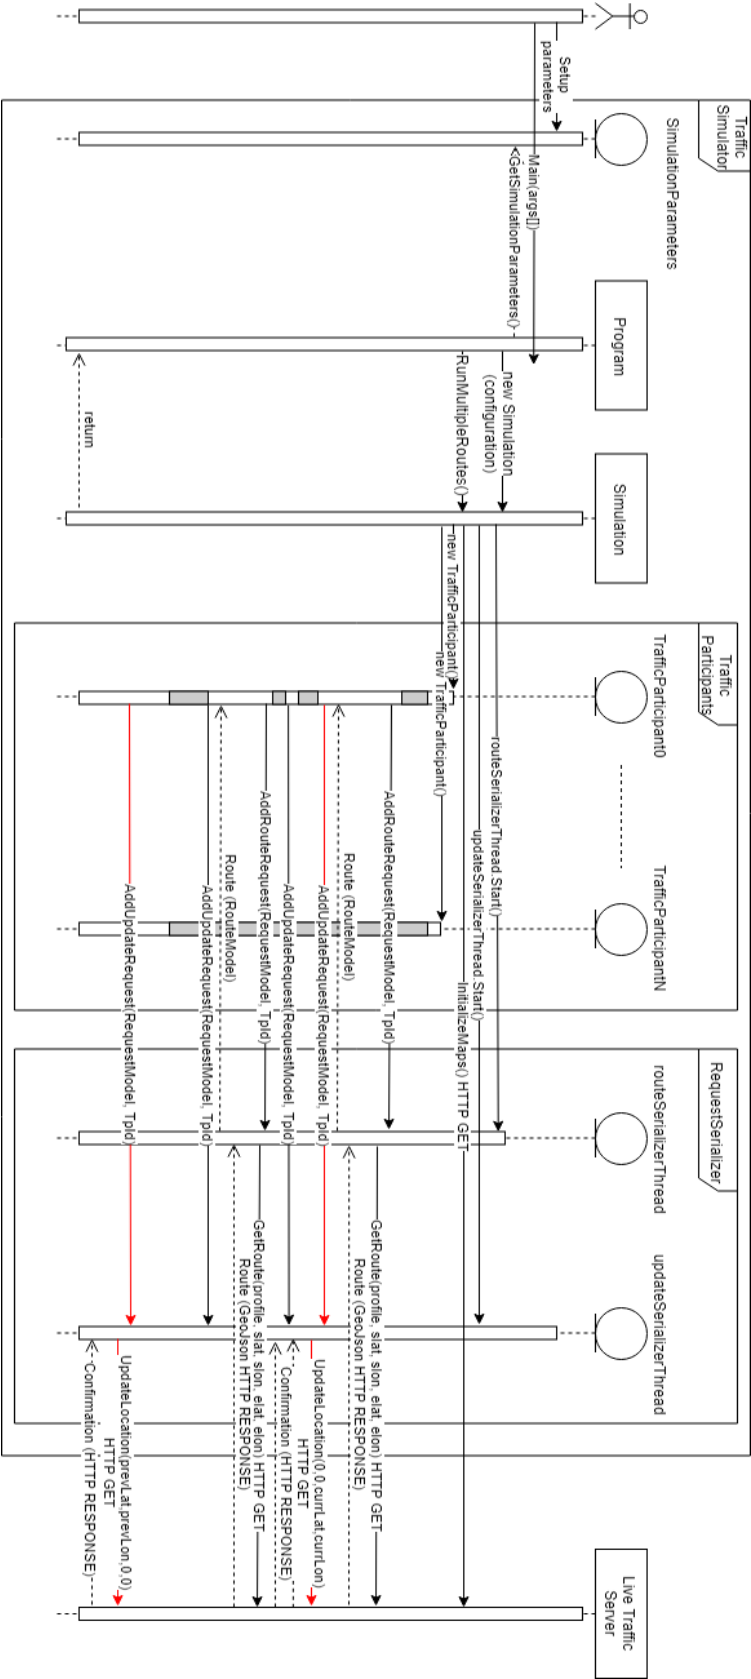 Traffic
Simulator
SimulationParameters
Program
Simulation
Traffic
Participants
TrafficParticipant0
TrafficParticipantN
RequestSerializer
routeSerializerThread
updateSerializerThread
Live Traffic
Server
Setup
parameters
Main(args[])
GetSimulationParameters()
new Simulation
(configuration)
RunMultipleRoutes()
routeSerializerThread.Start()
updateSerializerThread.Start()
InitializeMaps() HTTP GET
new TrafficParticipant()
new TrafficParticipant()
AddRouteRequest(RequestModel, TpId)
GetRoute(profile, slat, slon, elat, elon) HTTP GET
Route (GeoJson HTTP RESPONSE)
Route (RouteModel)
AddUpdateRequest(RequestModel, TpId)
UpdateLocation(0,0,currLat,currLon)
HTTP GET
Confirmation (HTTP RESPONSE)
AddUpdateRequest(RequestModel, TpId)
AddRouteRequest(RequestModel, TpId)
GetRoute(profile, slat, slon, elat, elon) HTTP GET
Route (GeoJson HTTP RESPONSE)
Route (RouteModel)
AddUpdateRequest(RequestModel, TpId)
AddUpdateRequest(RequestModel, TpId)
UpdateLocation(prevLat,prevLon,0,0)
HTTP GET
Confirmation (HTTP RESPONSE)
return